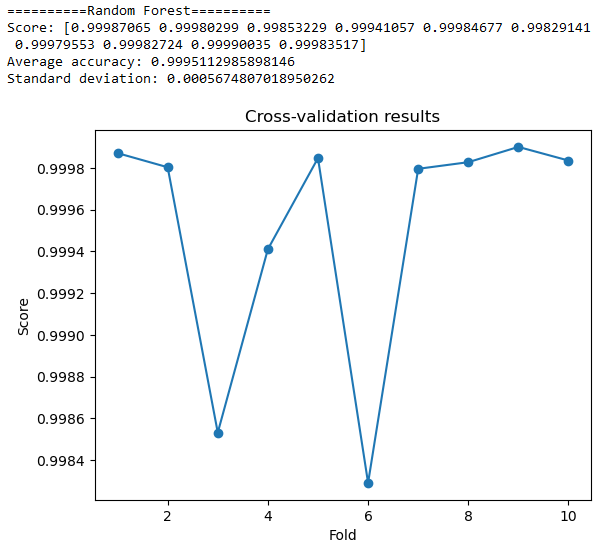 ==========Random Forest==========
Score: [0.99987065 0.99980299 0.99853229 0.99941057 0.99984677 0.99829141
0.99979553 0.99982724 0.99990035 0.99983517]
Average accuracy: 0.9995112985898146
Standard deviation: 0.0005674807018950262
Cross-validation results
0.9998
0.9996
0.9994
0.9992
0.9990
0.9988
0.9986
0.9984
Score
2 4 6 8 10
Fold